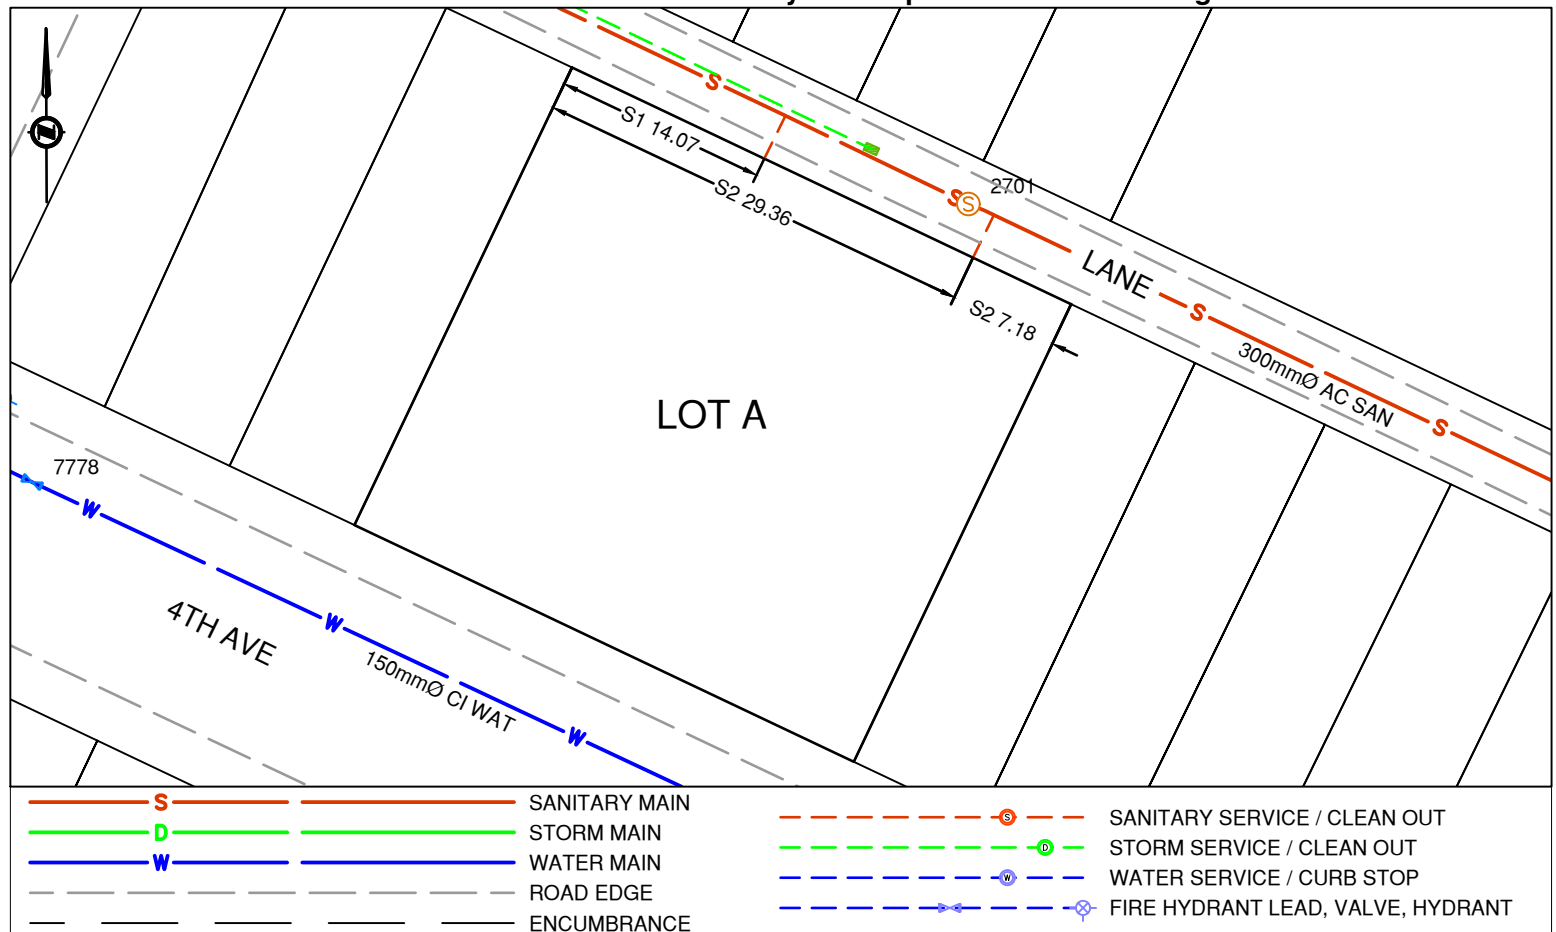 S
S1 14.07
S2 29.36
2701
S
S
LANE
S
S2 7.18
300mmØ AC SAN
S
LOT A
7778
W
W
4TH AVE
150mmØ CI WAT
W
S SANITARY MAIN
D STORM MAIN
W WATER MAIN
ROAD EDGE
ENCUMBRANCE
S SANITARY SERVICE / CLEAN OUT
D STORM SERVICE / CLEAN OUT
W WATER SERVICE / CURB STOP
FIRE HYDRANT LEAD, VALVE, HYDRANT